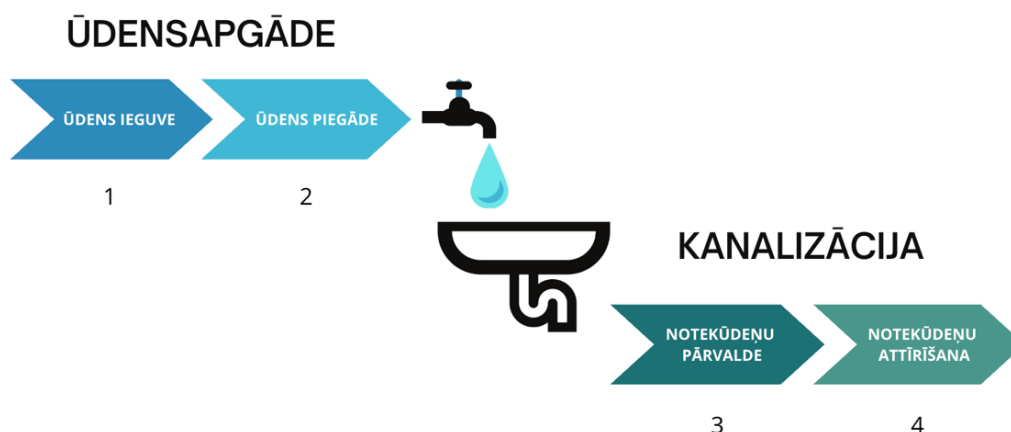 ŪDENSAPGĀDE
ŪDENS IEGUVE
ŪDENS PIEGĀDE
1
2
KANALIZĀCIJA
NOTEKŪDEŅU
PĀRVALDE
NOTEKŪDEŅU
ATTĪRĪŠANA
3
4